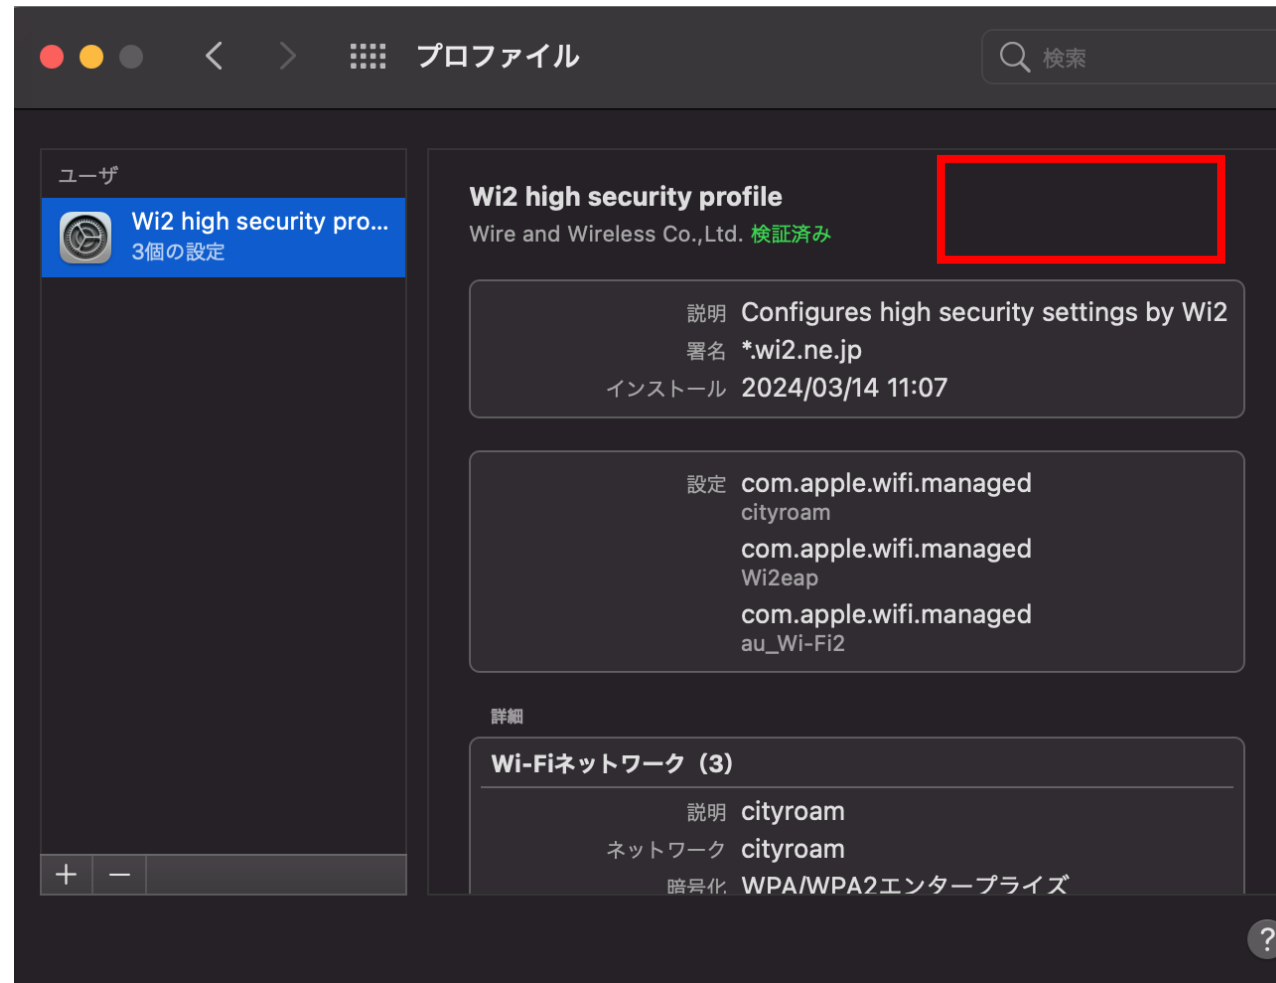 プロファイル
検索
ユーザ
Wi2 high security pro...
3個の設定
Wi2 high security profile
Wire and Wireless Co.,Ltd. 検証済み
説明 Configures high security settings by Wi2
署名 *.wi2.ne.jp
インストール 2024/03/14 11:07
設定 com.apple.wifi.managed
cityroam
com.apple.wifi.managed
Wi2eap
com.apple.wifi.managed
au_Wi-Fi2
詳細
Wi-Fiネットワーク（3）
説明 cityroam
ネットワーク cityroam
暗号化 WPA/WPA2エンタープライズ
?